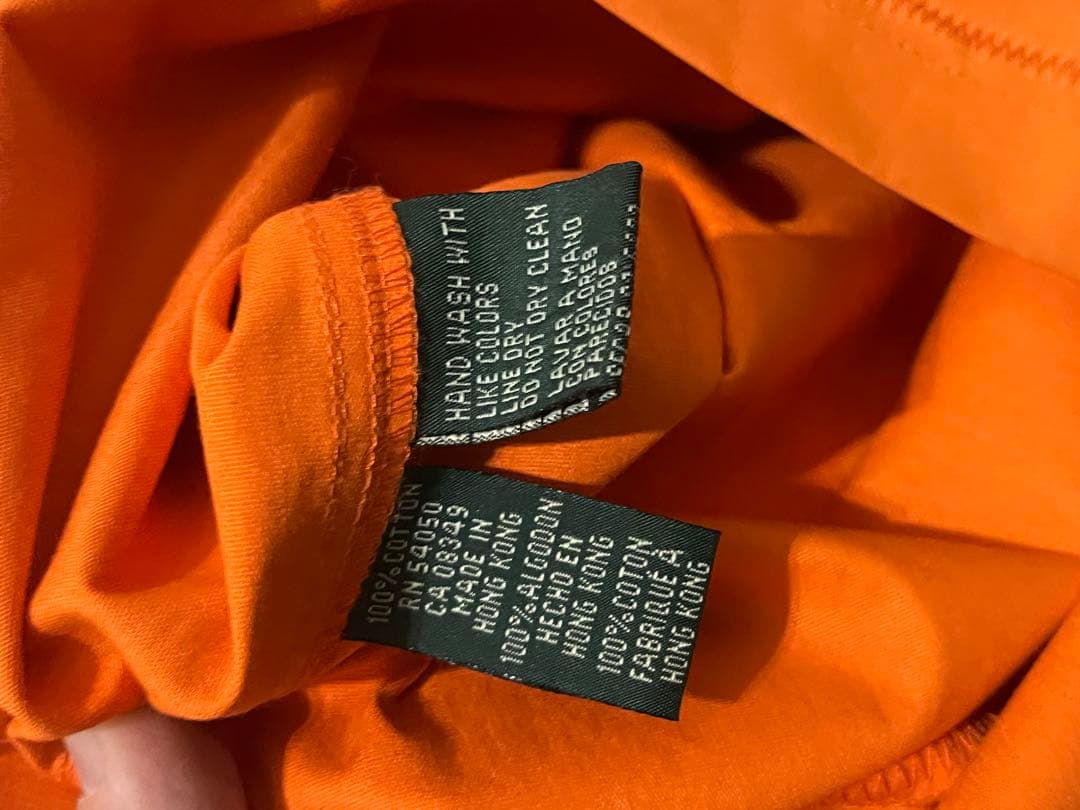 HAND WASH WITH
LIKE COLORS
LINE DRY
DO NOT DRY CLEAN
LAVAR A MANO
CON COLORES
PARECIDOS
100% COTTON
RN 54050
CA 08349
MADE IN
HONG KONG
100% ALGODON
HECHO EN
HONG KONG
100% COTON
FABRIQUÉ À
HONG KONG